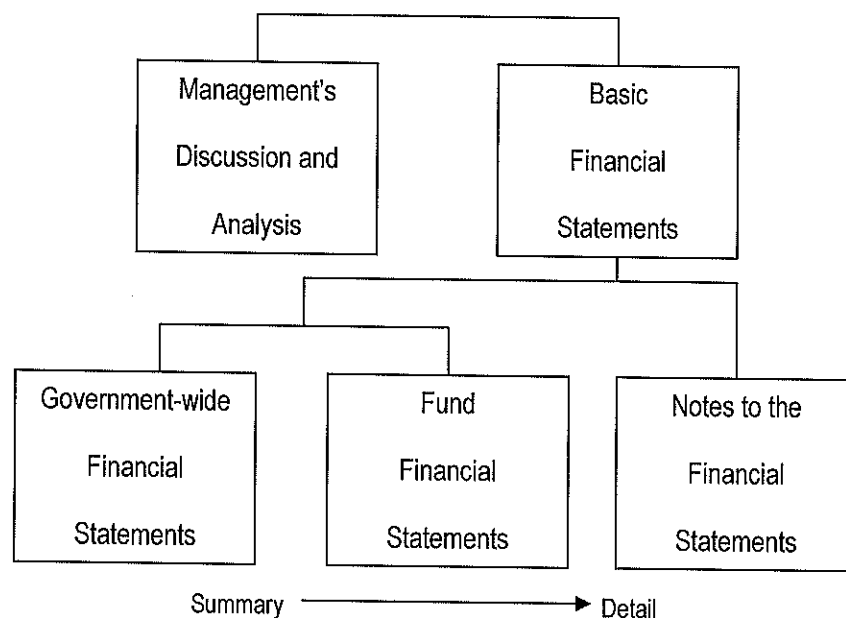 Management's
Discussion and
Analysis
Basic
Financial
Statements
Government-wide
Financial
Statements
Fund
Financial
Statements
Notes to the
Financial
Statements
Summary
Detail